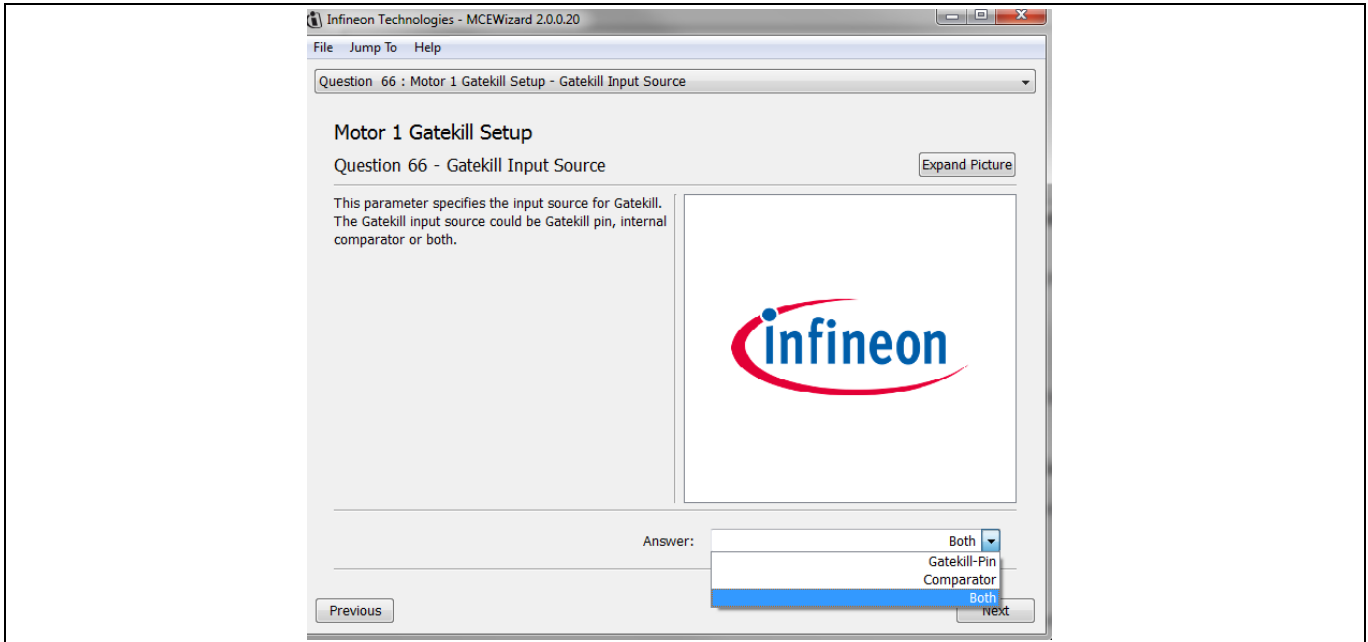 Infineon Technologies - MCEWizard 2.0.0.20
File Jump To Help
Question 66 : Motor 1 Gatekill Setup - Gatekill Input Source
Motor 1 Gatekill Setup
Question 66 - Gatekill Input Source
Expand Picture
This parameter specifies the input source for Gatekill.
The Gatekill input source could be Gatekill pin, internal
comparator or both.
infineon
Answer:
Both
Gatekill-Pin
Comparator
Both
Previous
Next